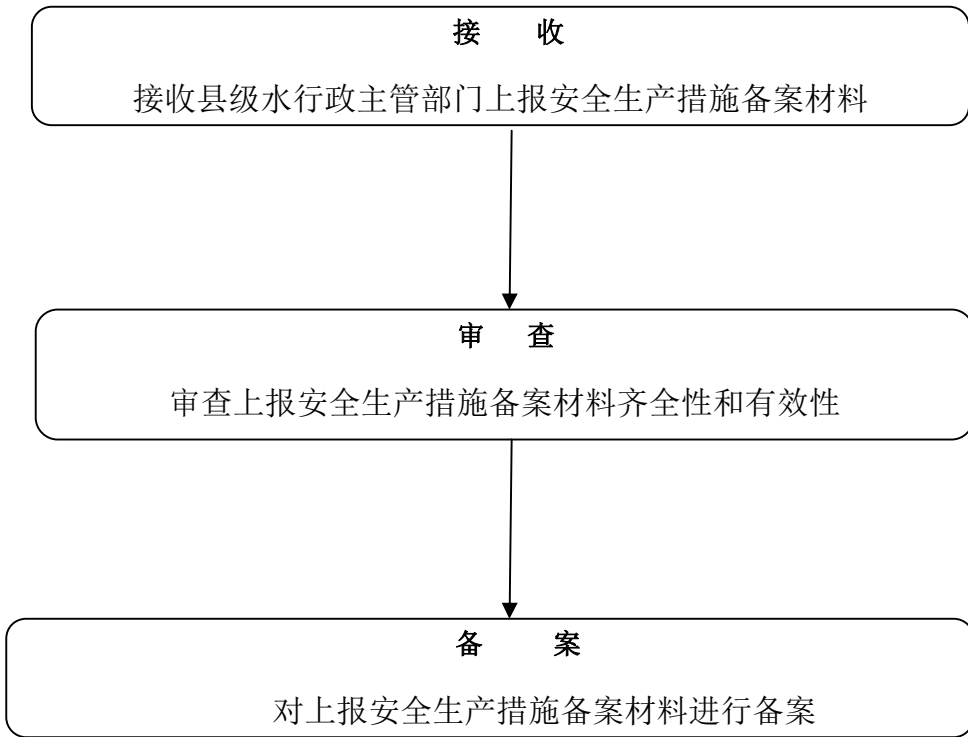 接 收
接收县级水行政主管部门上报安全生产措施备案材料
审 查
审查上报安全生产措施备案材料齐全性和有效性
备 案
对上报安全生产措施备案材料进行备案